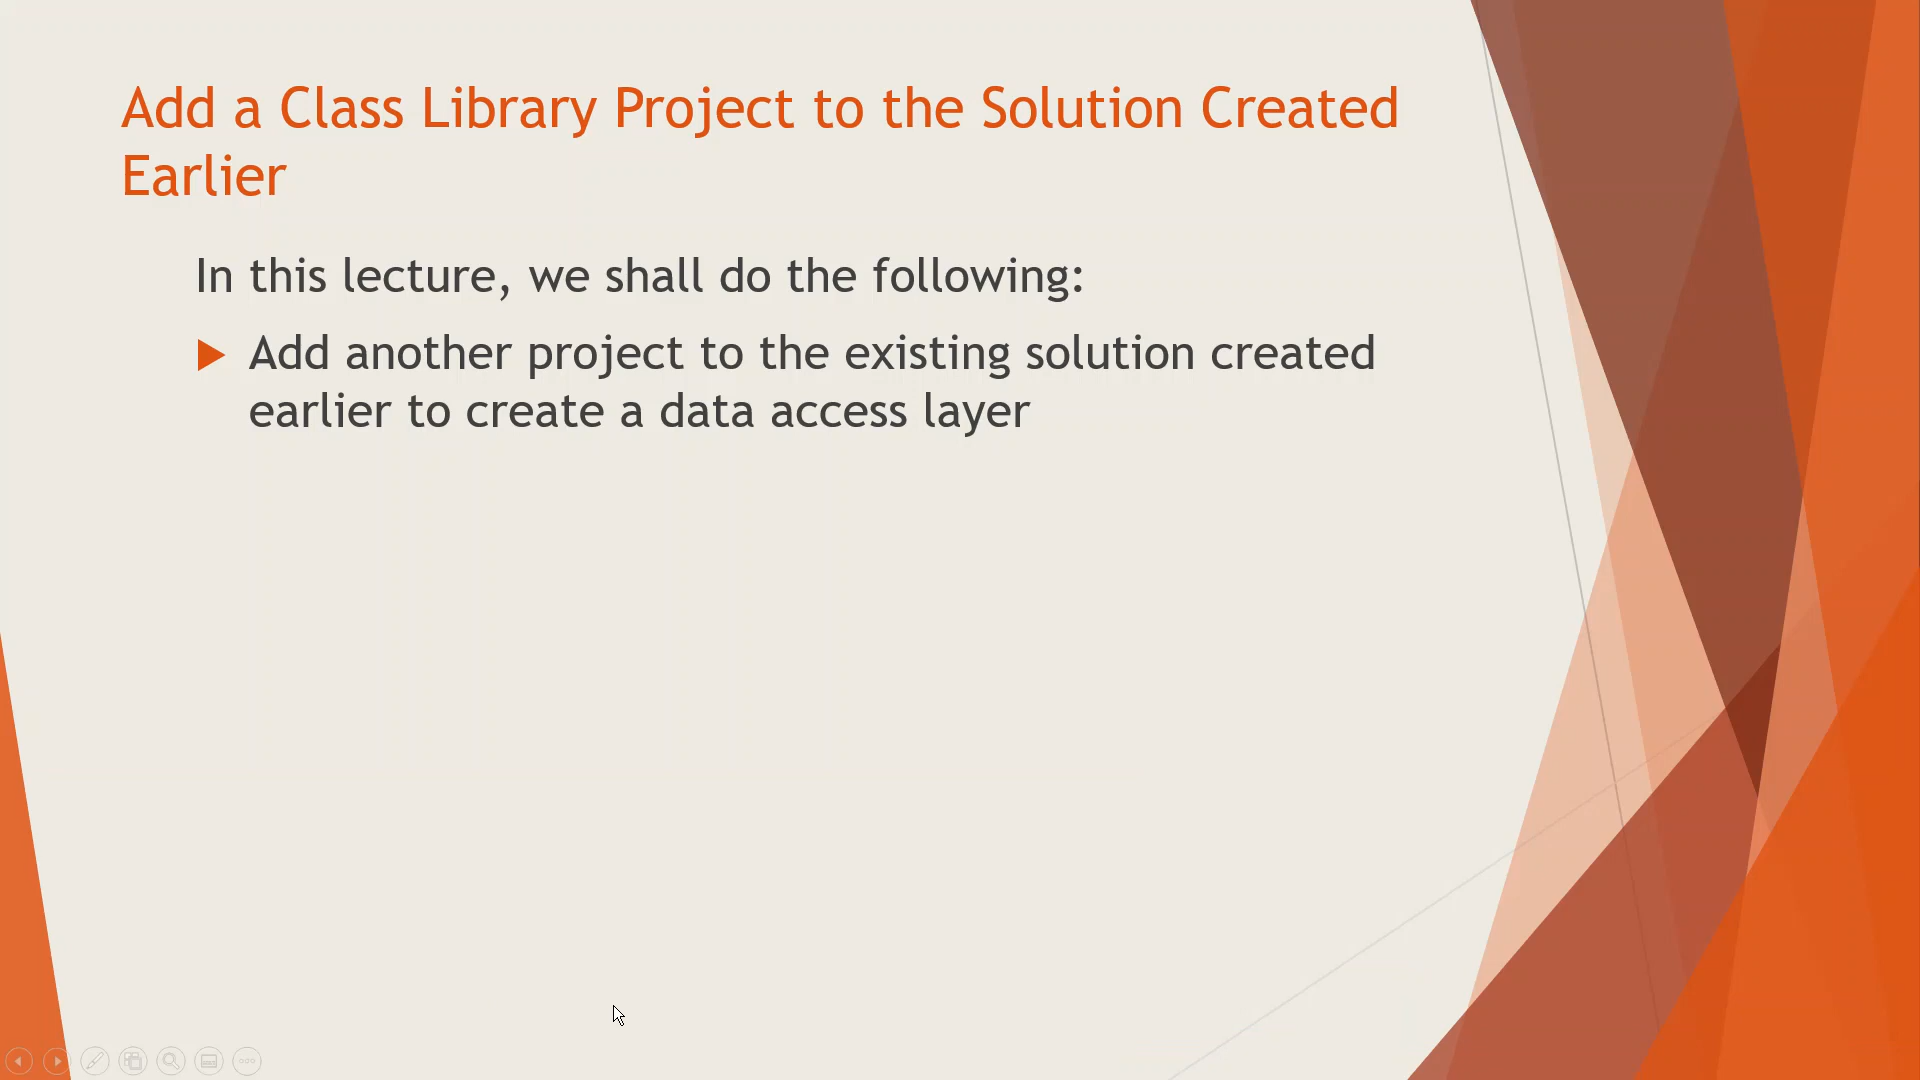 Add a Class Library Project to the Solution Created
Earlier
In this lecture, we shall do the following:
Add another project to the existing solution created
earlier to create a data access layer